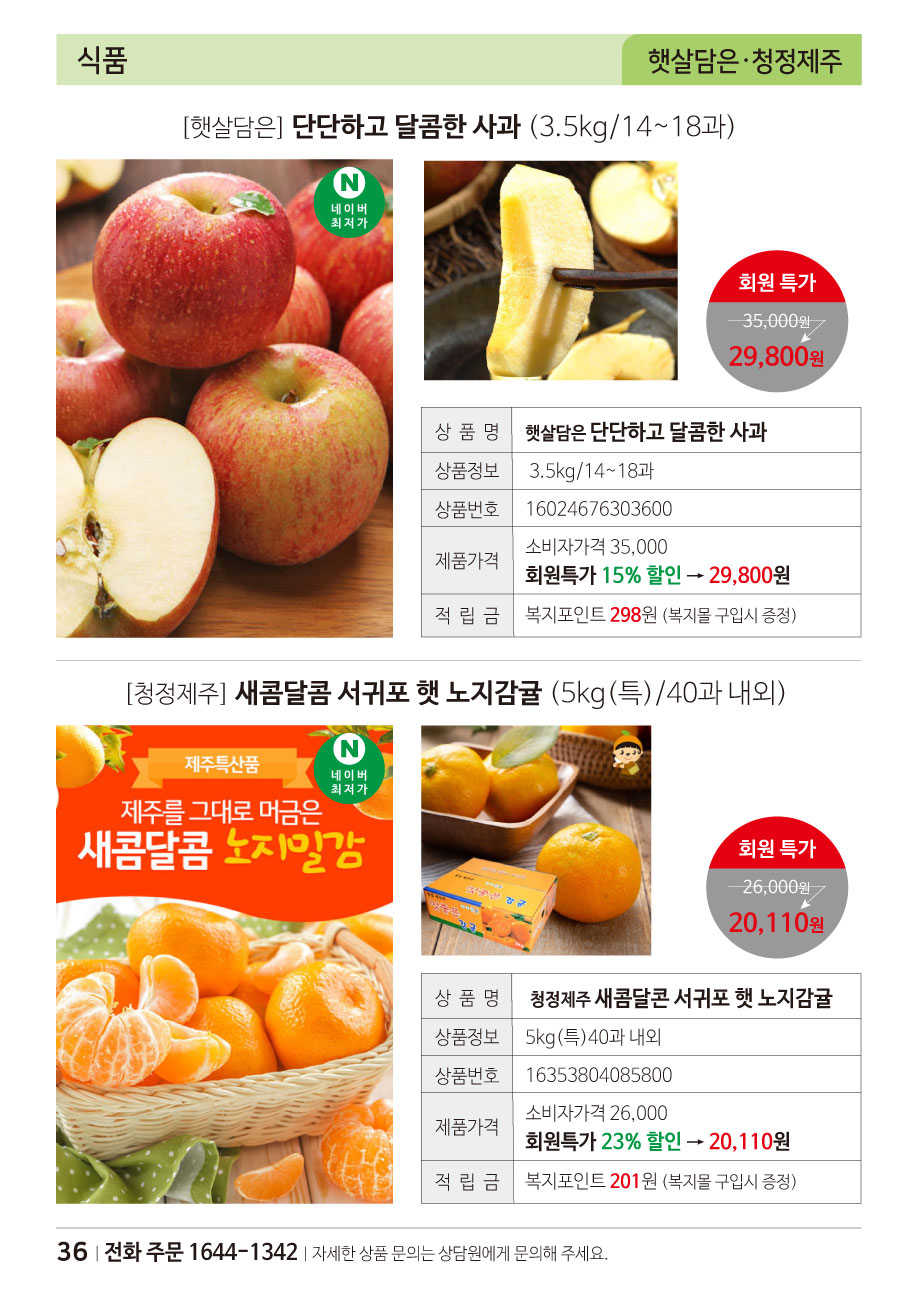 식품
햇살담은·청정제주
[햇살담은] 단단하고 달콤한 사과 (3.5kg/14~18과)
N
네이버
최저가
회원 특가
35,000원
29,800원
상 품 명 햇살담은 단단하고 달콤한 사과
상품정보 3.5kg/14~18과
상품번호 16024676303600
제품가격 소비자가격 35,000
회원특가 15% 할인 → 29,800원
적 립 금 복지포인트 298원 (복지몰 구입시 증정)
[청정제주] 새콤달콤 서귀포 햇 노지감귤 (5kg(특)/40과 내외)
제주특산품
N
네이버
최저가
제주를 그대로 머금은
새콤달콤 노지밀감
감귤
회원 특가
26,000원
20,110원
상 품 명 청정제주 새콤달콘 서귀포 햇 노지감귤
상품정보 5kg(특)40과 내외
상품번호 16353804085800
제품가격 소비자가격 26,000
회원특가 23% 할인 → 20,110원
적 립 금 복지포인트 201원 (복지몰 구입시 증정)
36 | 전화 주문 1644-1342 | 자세한 상품 문의는 상담원에게 문의해 주세요.